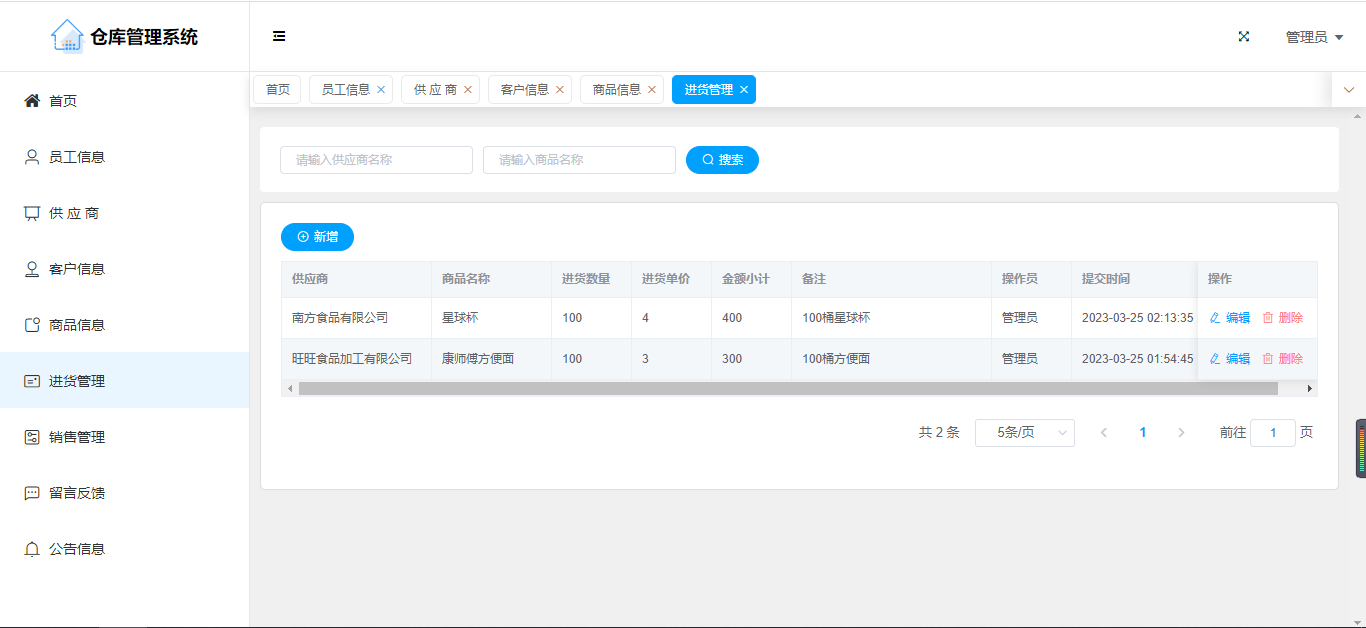 仓库管理系统
管理员
首页 员工信息 供 应 商 客户信息 商品信息 进货管理
首页
员工信息
供 应 商
客户信息
商品信息
进货管理
销售管理
留言反馈
公告信息
请输入供应商名称 请输入商品名称 搜索
新增
供应商 商品名称 进货数量 进货单价 金额小计 备注 操作员 提交时间 操作
南方食品有限公司 星球杯 100 4 400 100桶星球杯 管理员 2023-03-25 02:13:35 编辑 删除
旺旺食品加工有限公司 康师傅方便面 100 3 300 100桶方便面 管理员 2023-03-25 01:54:45 编辑 删除
共 2 条 5条/页 1 前往 1 页